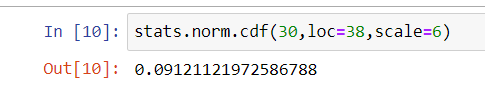 In [10]: stats.norm.cdf(30,loc=38,scale=6)
Out[10]: 0.09121121972586788